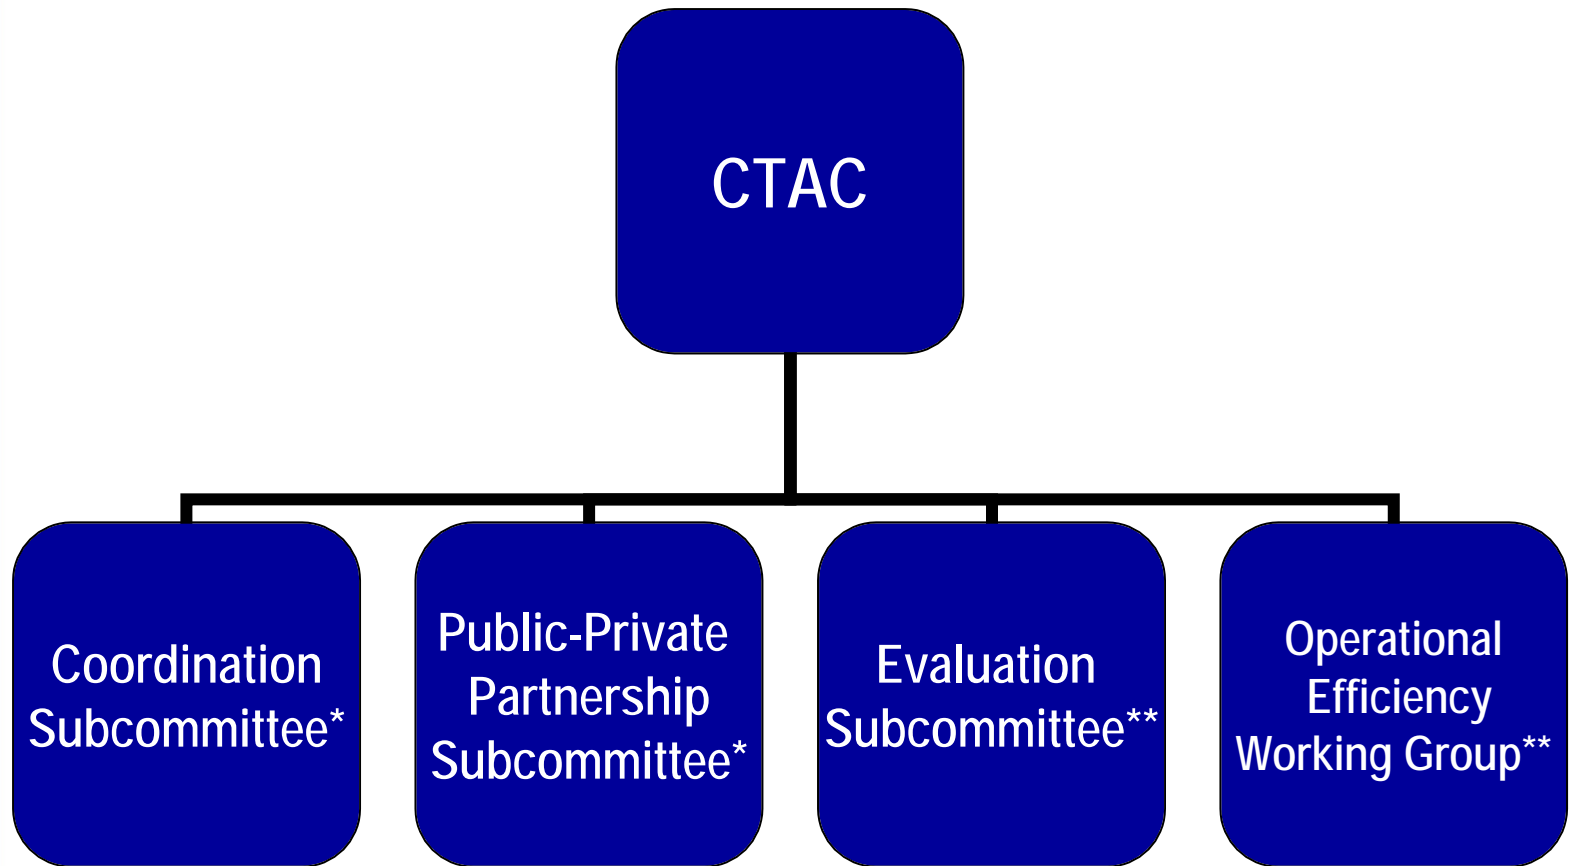 CTAC
Coordination
Subcommittee*
Public-Private
Partnership
Subcommittee*
Evaluation
Subcommittee**
Operational
Efficiency
Working Group**